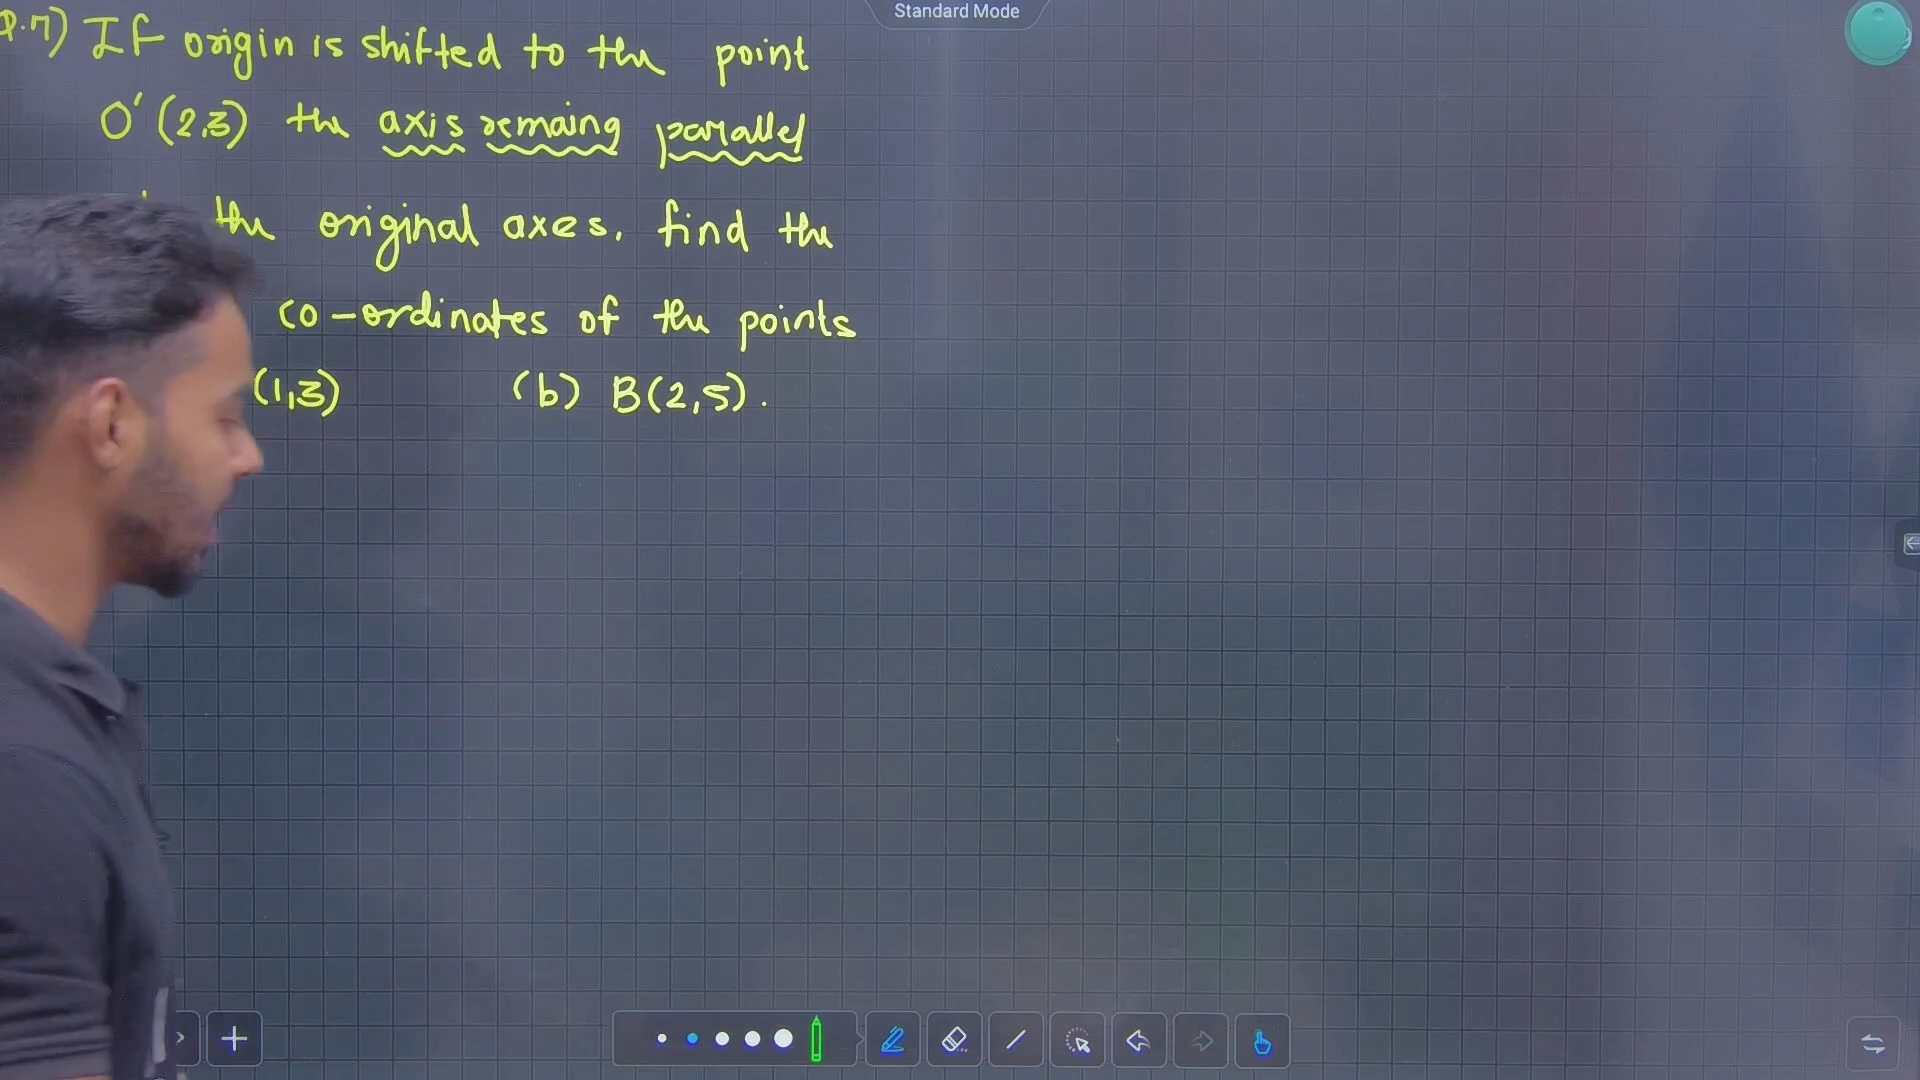 Standard Mode
Q.7) If origin is shifted to the point
O' (2,3) the axis remaing parallel
the original axes. find the
co-ordinates of the points
(1,3) (b) B(2,5).